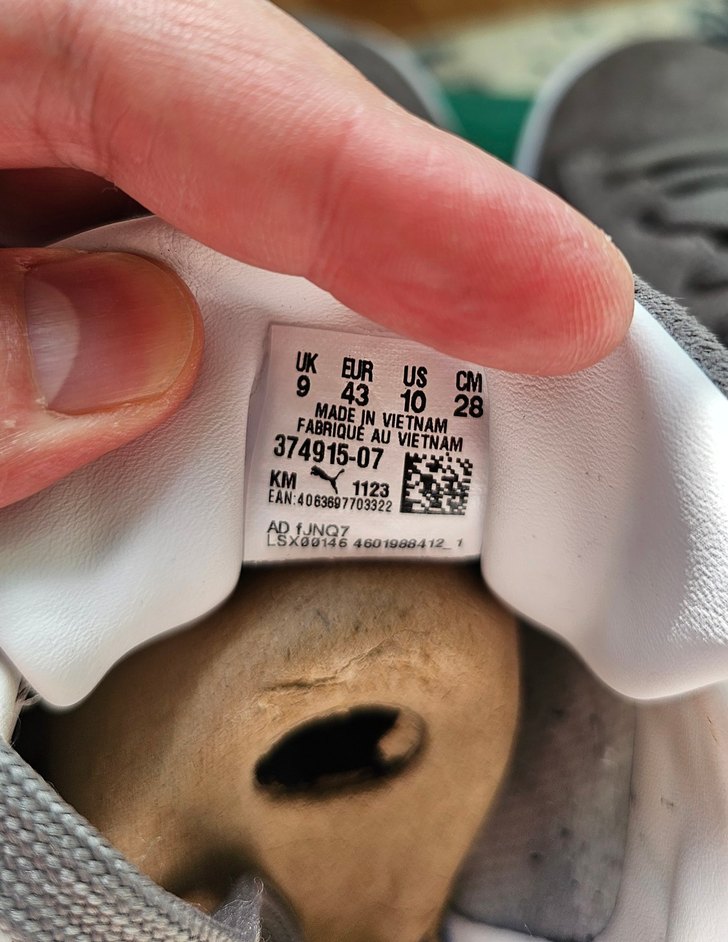 UK EUR US CM
9 43 10 28
MADE IN VIETNAM
FABRIQUÉ AU VIETNAM
374915-07
KM 1123
EAN:4063697703322
AD fJNQ7
LSX00146 4601988412_1